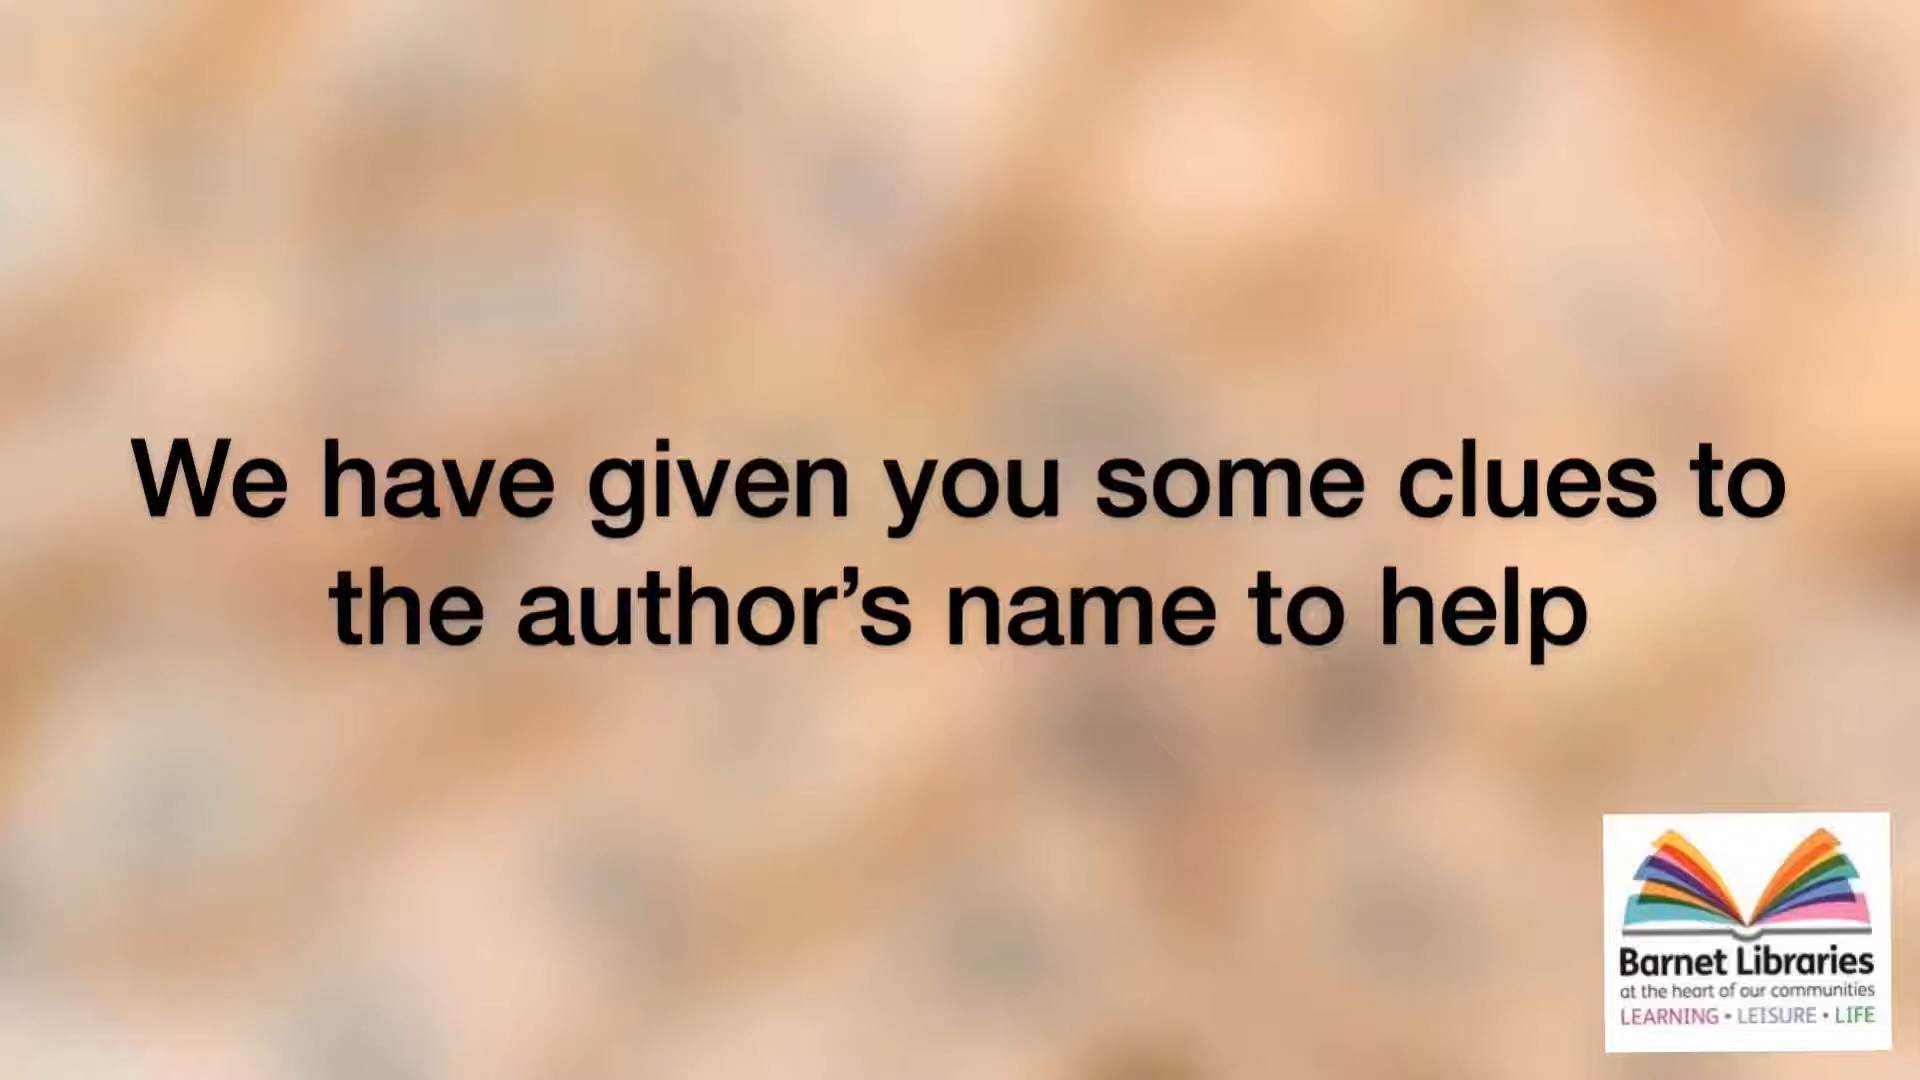 We have given you some clues to
the author’s name to help
Barnet Libraries
at the heart of our communities
LEARNING • LEISURE • LIFE